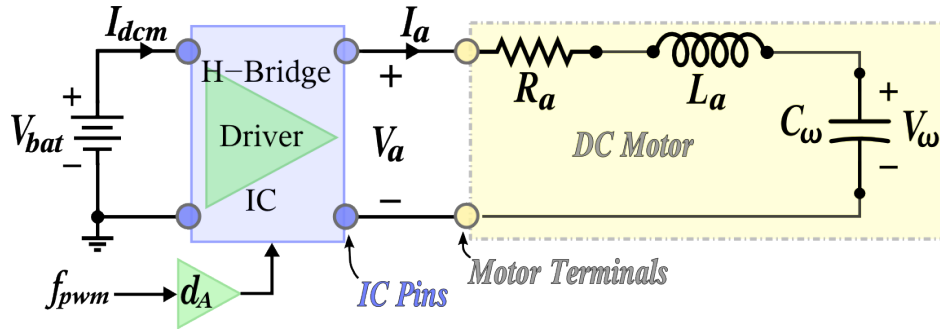 I_dcm
I_a
H-Bridge
+
R_a
L_a
+
+
V_bat
Driver
V_a
DC Motor
C_ω
V_ω
−
−
IC
−
f_pwm
d_A
IC Pins
Motor Terminals